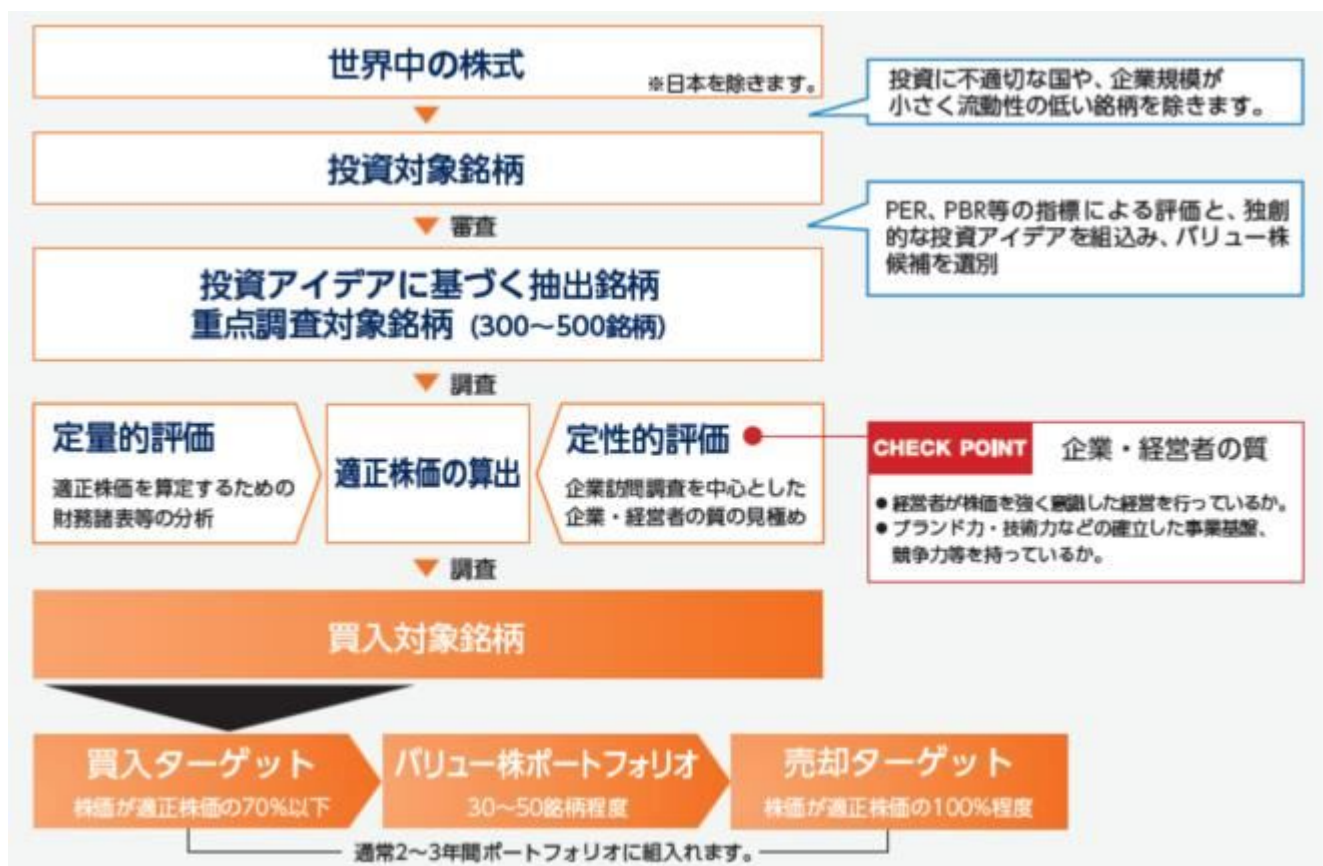 世界中の株式
※日本を除きます。
投資に不適切な国や、企業規模が
小さく流動性の低い銘柄を除きます。
投資対象銘柄
審査
PER、PBR等の指標による評価と、独創
的な投資アイデアを組込み、バリュー株
候補を選別
投資アイデアに基づく抽出銘柄
重点調査対象銘柄 (300～500銘柄)
調査
定量的評価
適正株価を算定するための
財務諸表等の分析
適正株価の算出
定性的評価
企業訪問調査を中心とした
企業・経営者の質の見極め
CHECK POINT 企業・経営者の質
●経営者が株価を強く意識した経営を行っているか。
●ブランド力・技術力などの確立した事業基盤、
競争力等を持っているか。
調査
買入対象銘柄
買入ターゲット
株価が適正株価の70%以下
バリュー株ポートフォリオ
30～50銘柄程度
売却ターゲット
株価が適正株価の100%程度
通常2～3年間ポートフォリオに組入れます。